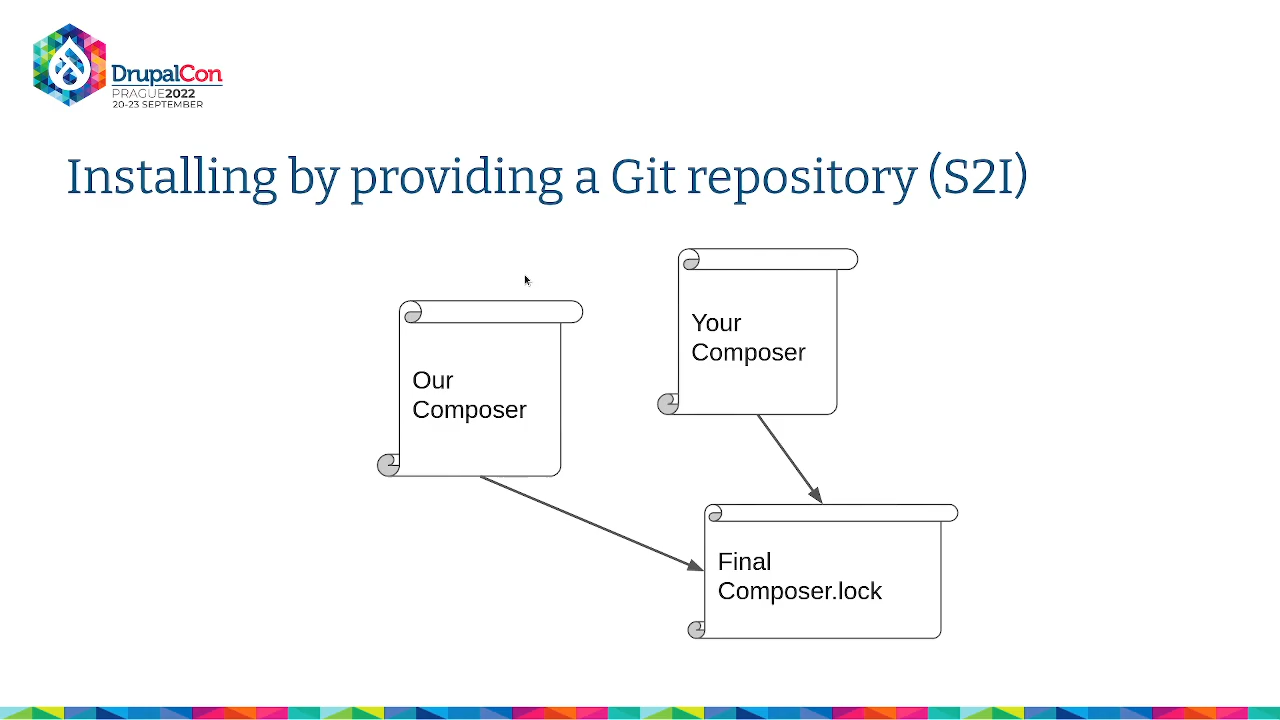 DrupalCon
PRAGUE2022
20-23 SEPTEMBER
Installing by providing a Git repository (S2I)
Our
Composer
Your
Composer
Final
Composer.lock